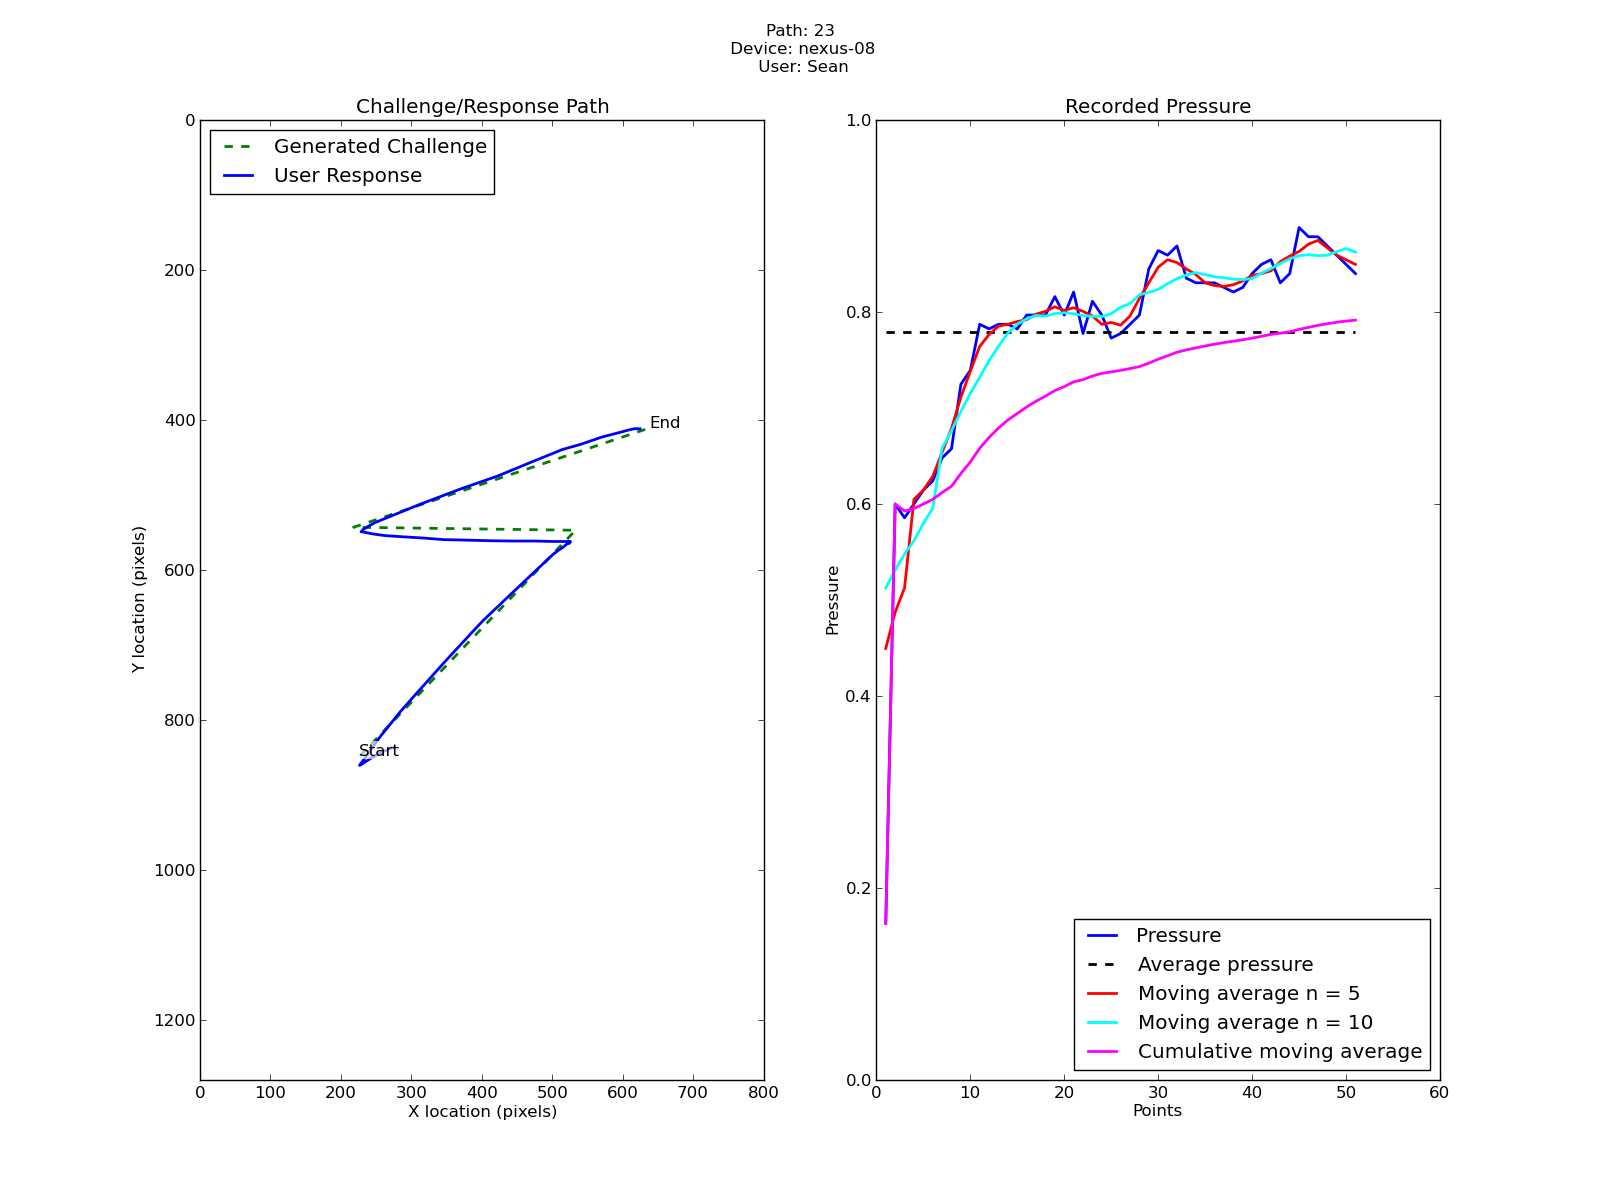 Path: 23
Device: nexus-08
User: Sean
Challenge/Response Path
Generated Challenge
User Response
0
200
400
600
800
1000
1200
Y location (pixels)
End
Start
0 100 200 300 400 500 600 700 800
X location (pixels)
Recorded Pressure
1.0
0.8
0.6
0.4
0.2
0.0
Pressure
Pressure
Average pressure
Moving average n = 5
Moving average n = 10
Cumulative moving average
0 10 20 30 40 50 60
Points